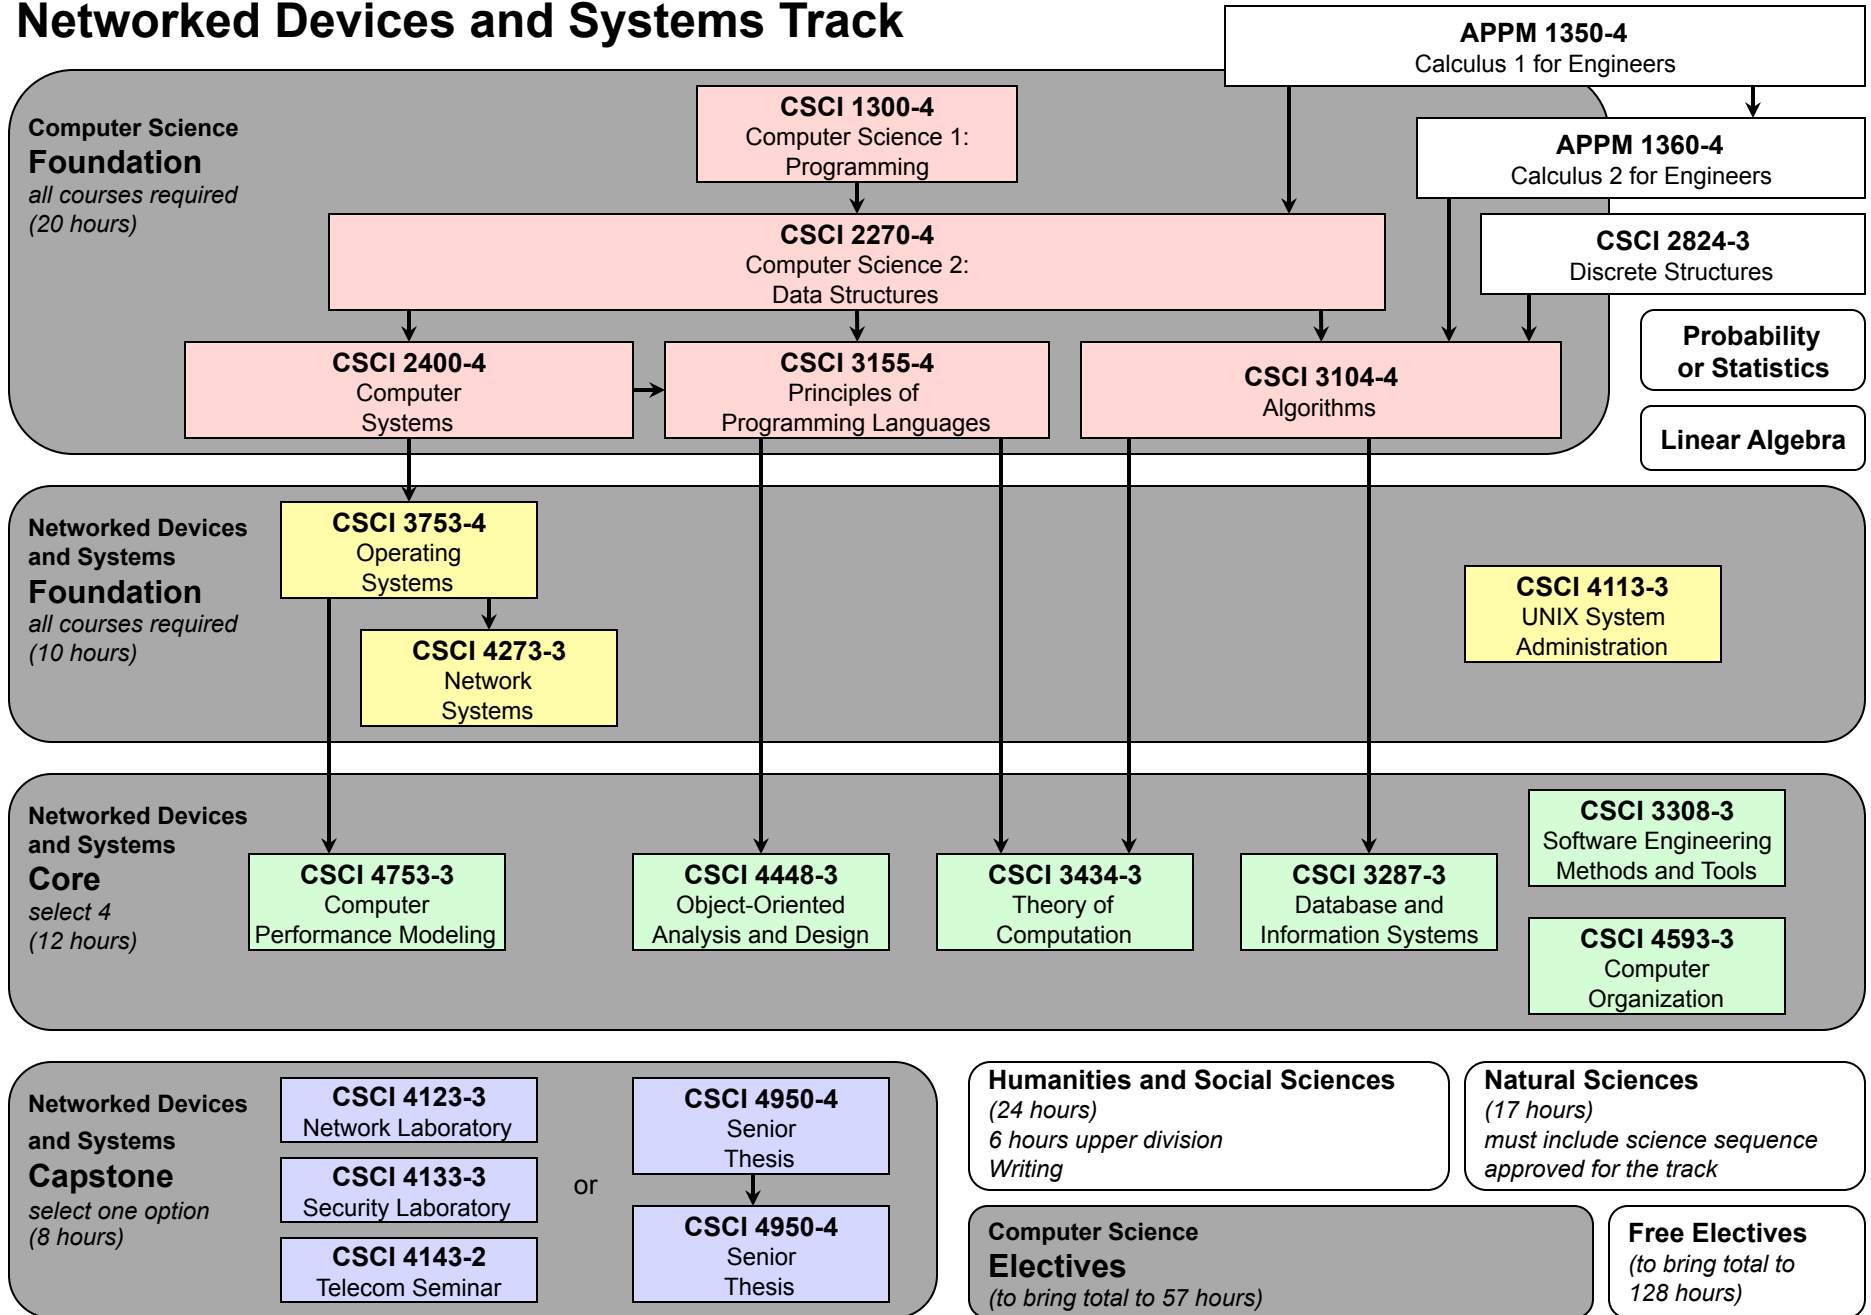 Networked Devices and Systems Track
APPM 1350-4
Calculus 1 for Engineers
Computer Science
Foundation
all courses required
(20 hours)
CSCI 1300-4
Computer Science 1:
Programming
APPM 1360-4
Calculus 2 for Engineers
CSCI 2270-4
Computer Science 2:
Data Structures
CSCI 2824-3
Discrete Structures
CSCI 2400-4
Computer
Systems
CSCI 3155-4
Principles of
Programming Languages
CSCI 3104-4
Algorithms
Probability
or Statistics
Linear Algebra
Networked Devices
and Systems
Foundation
all courses required
(10 hours)
CSCI 3753-4
Operating
Systems
CSCI 4273-3
Network
Systems
CSCI 4113-3
UNIX System
Administration
Networked Devices
and Systems
Core
select 4
(12 hours)
CSCI 4753-3
Computer
Performance Modeling
CSCI 4448-3
Object-Oriented
Analysis and Design
CSCI 3434-3
Theory of
Computation
CSCI 3287-3
Database and
Information Systems
CSCI 3308-3
Software Engineering
Methods and Tools
CSCI 4593-3
Computer
Organization
Networked Devices
and Systems
Capstone
select one option
(8 hours)
CSCI 4123-3
Network Laboratory
CSCI 4133-3
Security Laboratory
CSCI 4143-2
Telecom Seminar
or
CSCI 4950-4
Senior
Thesis
CSCI 4950-4
Senior
Thesis
Humanities and Social Sciences
(24 hours)
6 hours upper division
Writing
Natural Sciences
(17 hours)
must include science sequence
approved for the track
Computer Science
Electives
(to bring total to 57 hours)
Free Electives
(to bring total to
128 hours)